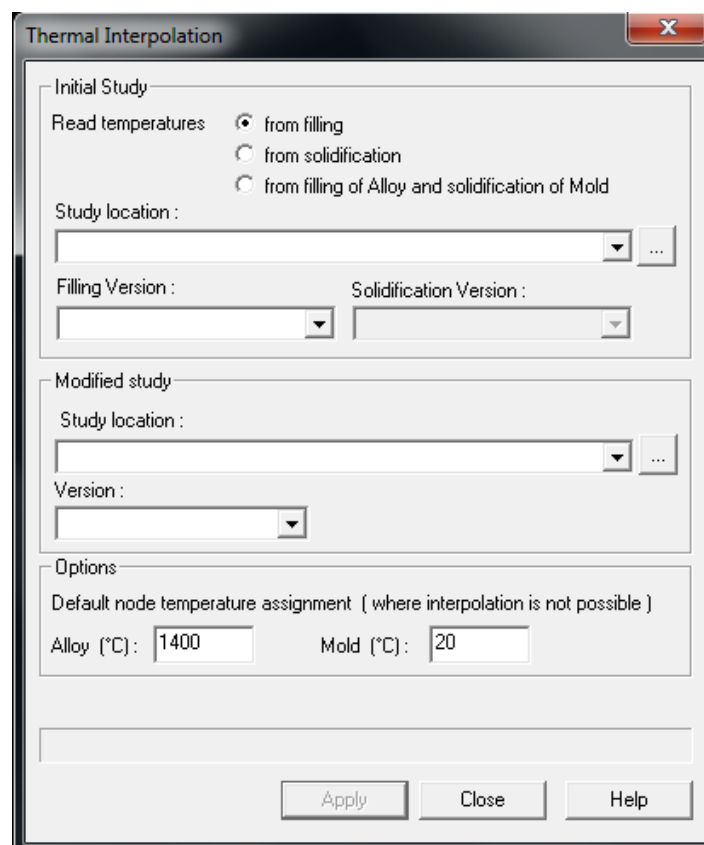 Thermal Interpolation
Initial Study
Read temperatures from filling
from solidification
from filling of Alloy and solidification of Mold
Study location :
...
Filling Version : Solidification Version :
Modified study
Study location :
...
Version :
Options
Default node temperature assignment ( where interpolation is not possible )
Alloy (°C) : 1400 Mold (°C) : 20
Apply Close Help